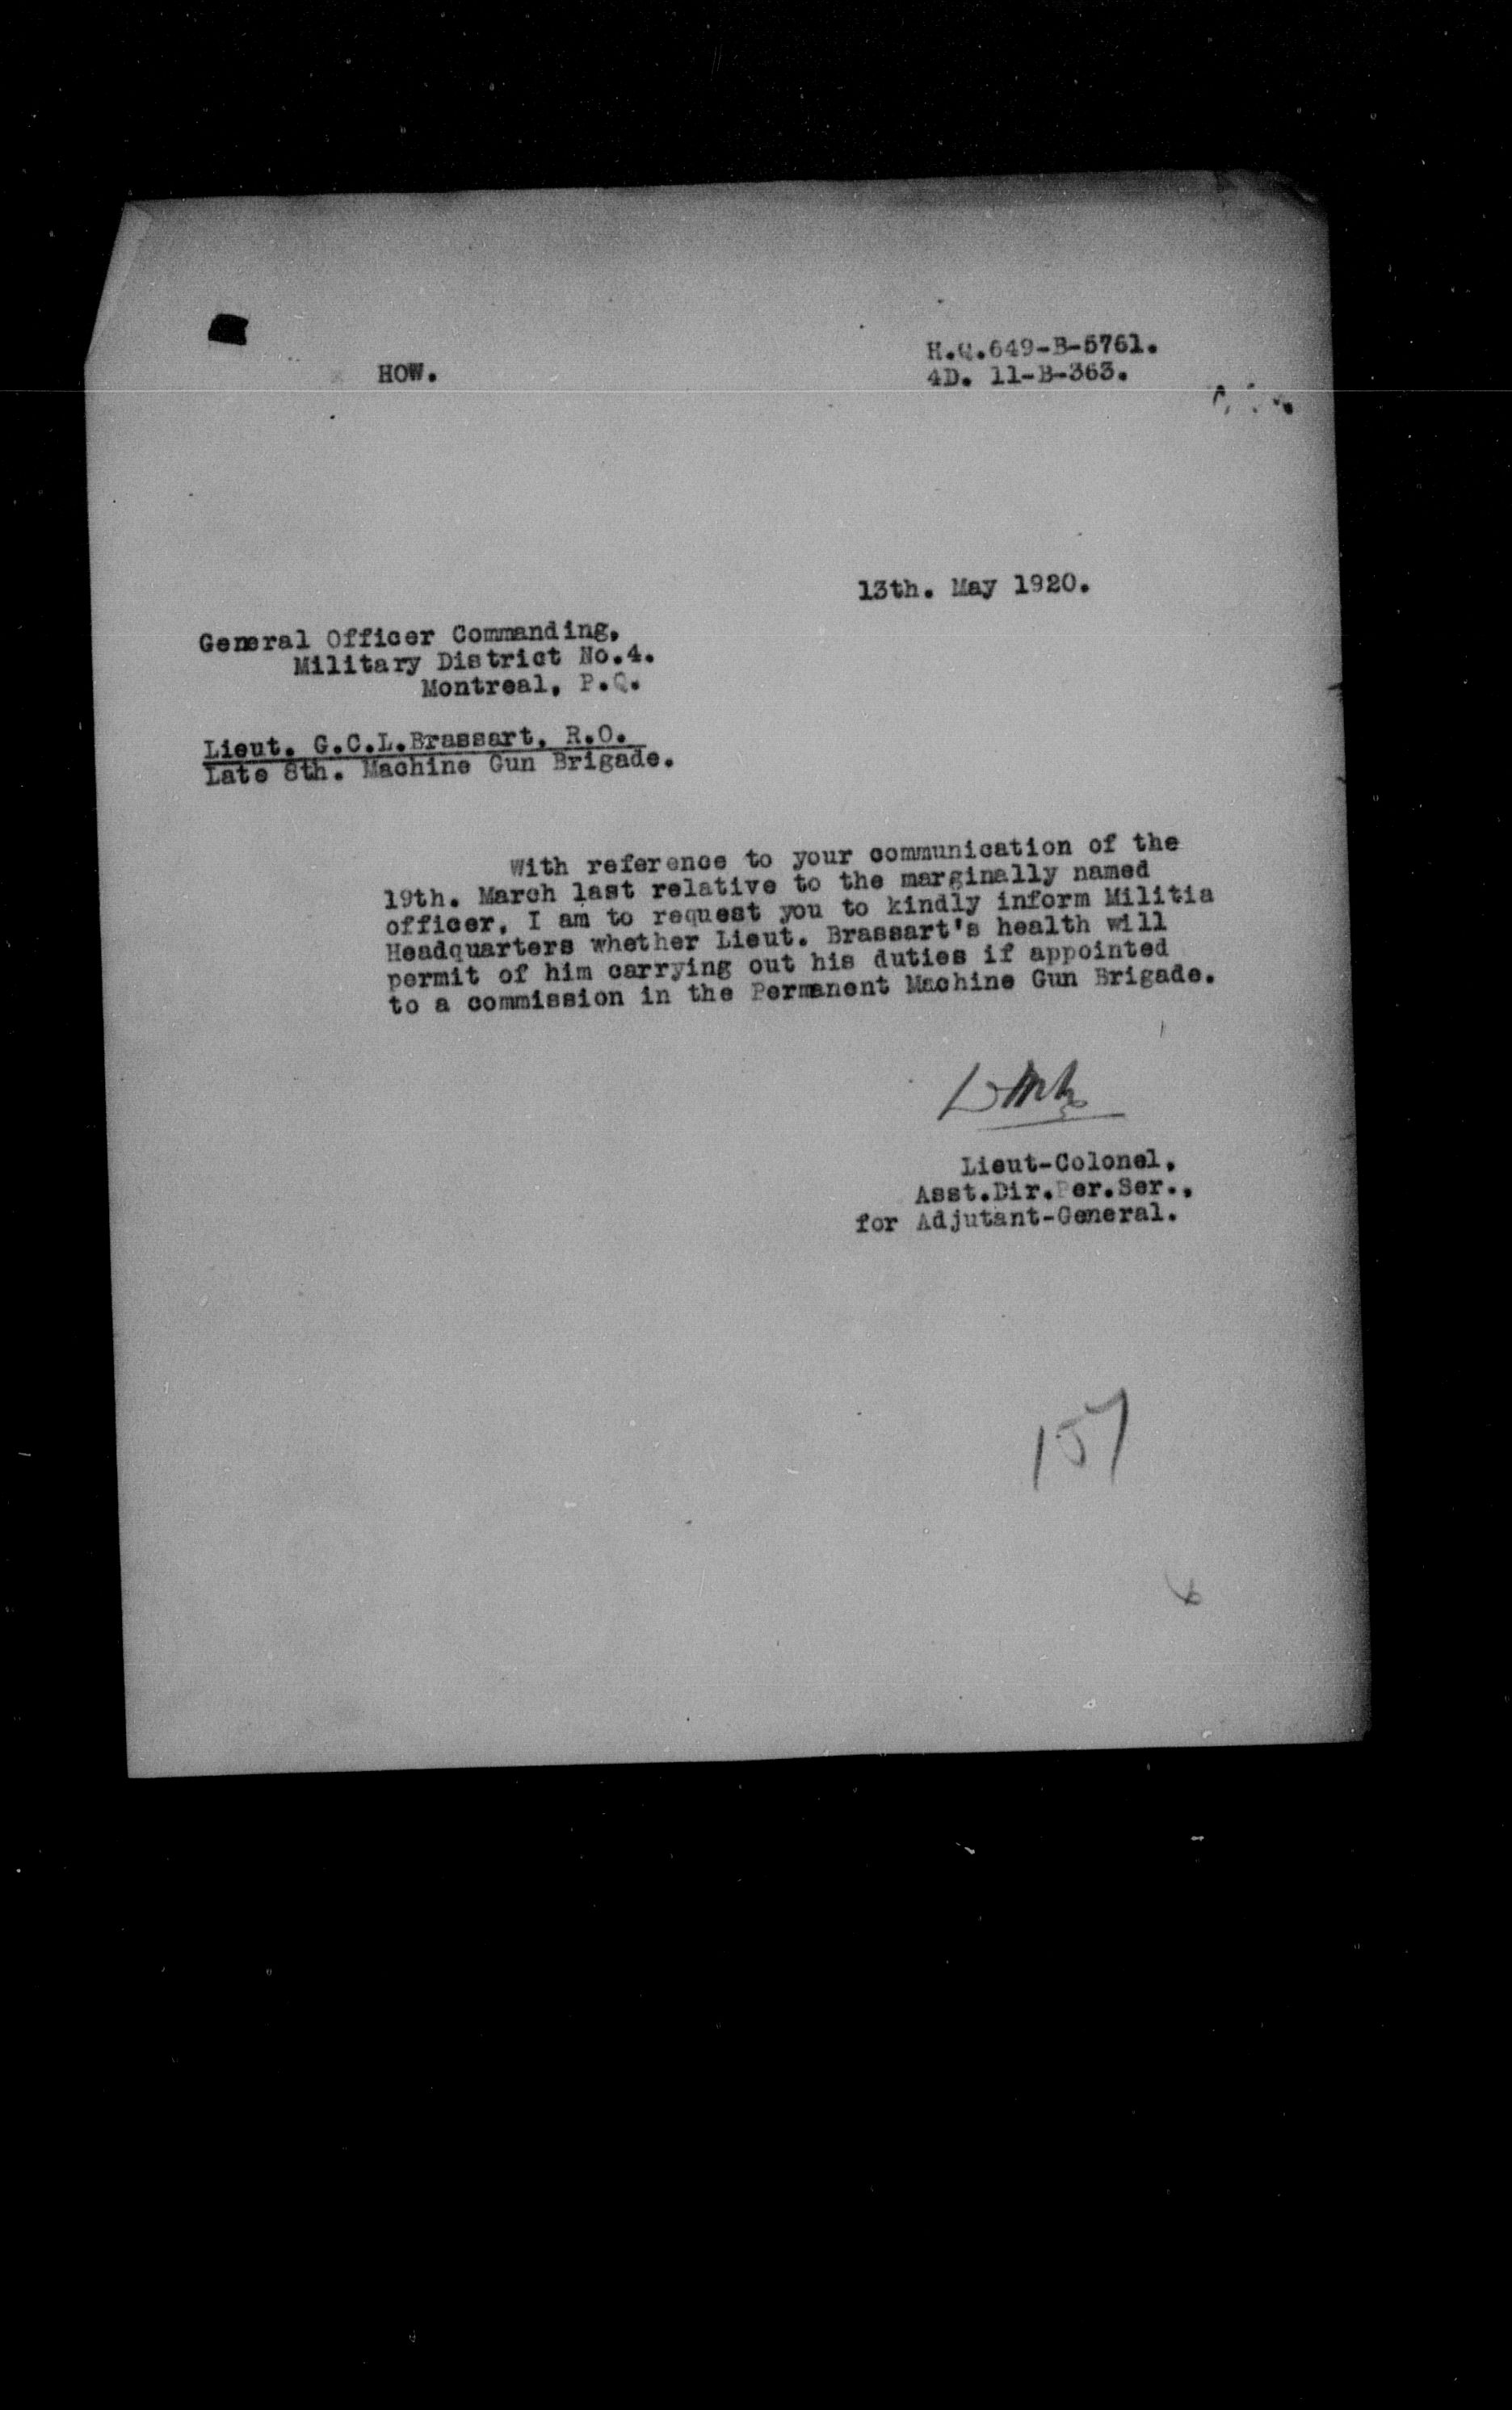 HOW.
H.Q.649-B-5761.
4D. 11-B-363.
13th. May 1920.
General Officer Commanding,
Military District No.4.
Montreal, P.Q.
Lieut. G.C.L.Brassart, R.O.
Late 8th. Machine Gun Brigade.
With reference to your communication of the
19th. March last relative to the marginally named
officer, I am to request you to kindly inform Militia
Headquarters whether Lieut. Brassart's health will
permit of him carrying out his duties if appointed
to a commission in the Permanent Machine Gun Brigade.
Lieut-Colonel,
Asst.Dir.Per.Ser.,
for Adjutant-General.
157